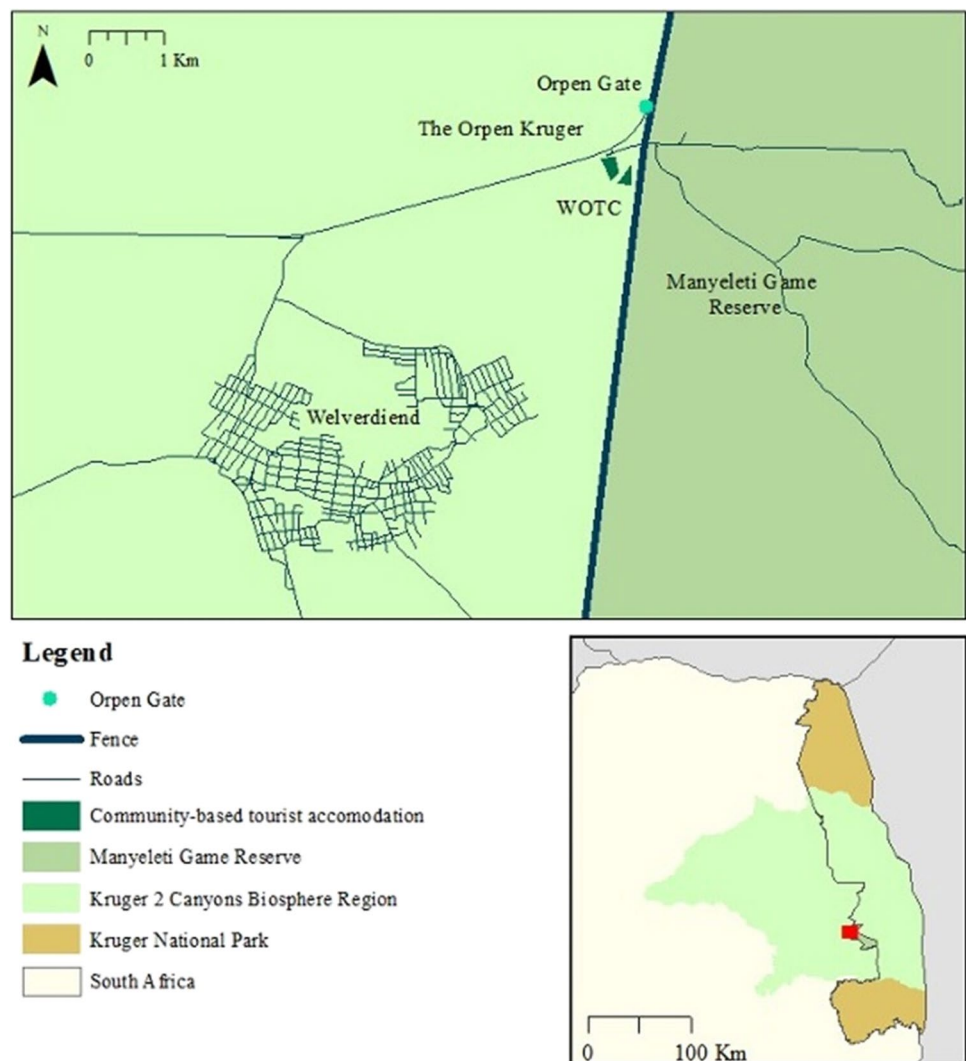 N
0 1 Km
Orpen Gate
The Orpen Kruger
WOTC
Manyeleti Game
Reserve
Welverdiend
Legend
Orpen Gate
Fence
Roads
Community-based tourist accomodation
Manyeleti Game Reserve
Kruger 2 Canyons Biosphere Region
Kruger National Park
South Africa
0 100 Km